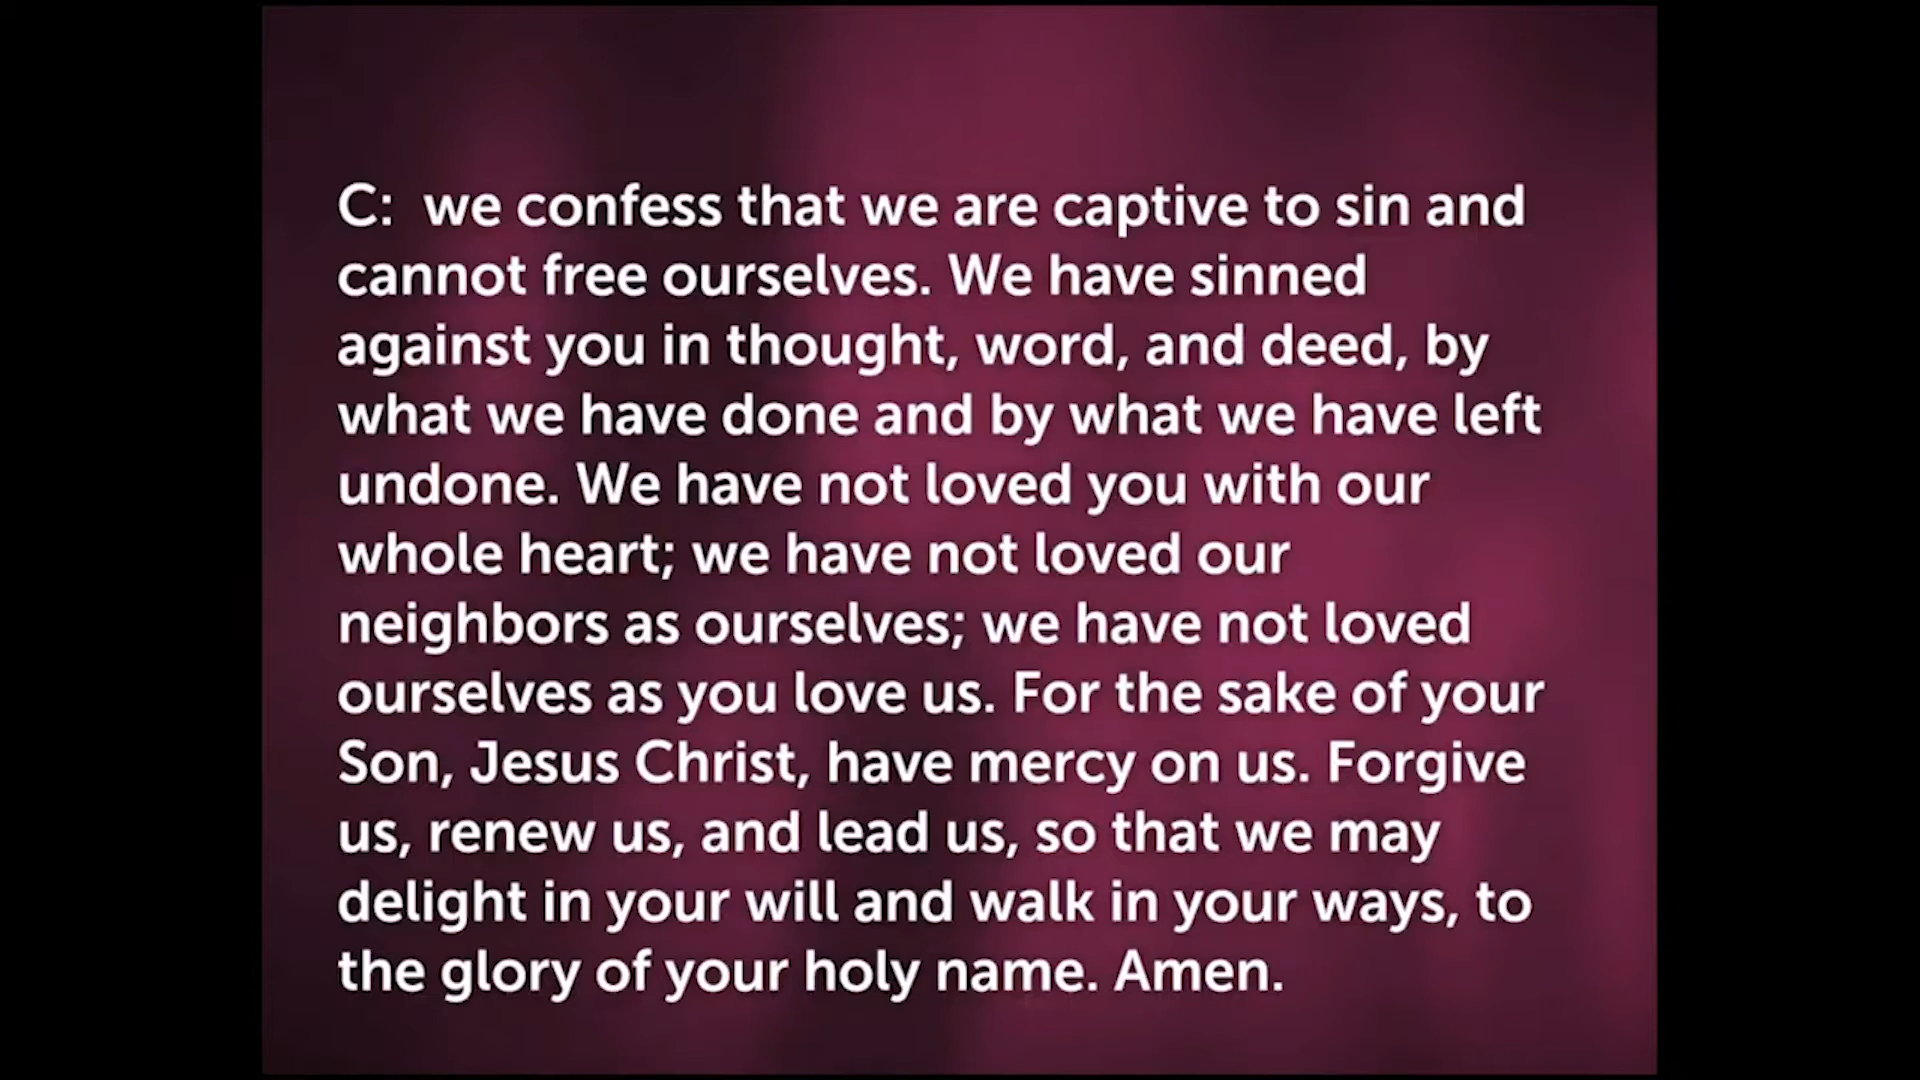 C:  we confess that we are captive to sin and
cannot free ourselves. We have sinned
against you in thought, word, and deed, by
what we have done and by what we have left
undone. We have not loved you with our
whole heart; we have not loved our
neighbors as ourselves; we have not loved
ourselves as you love us. For the sake of your
Son, Jesus Christ, have mercy on us. Forgive
us, renew us, and lead us, so that we may
delight in your will and walk in your ways, to
the glory of your holy name. Amen.